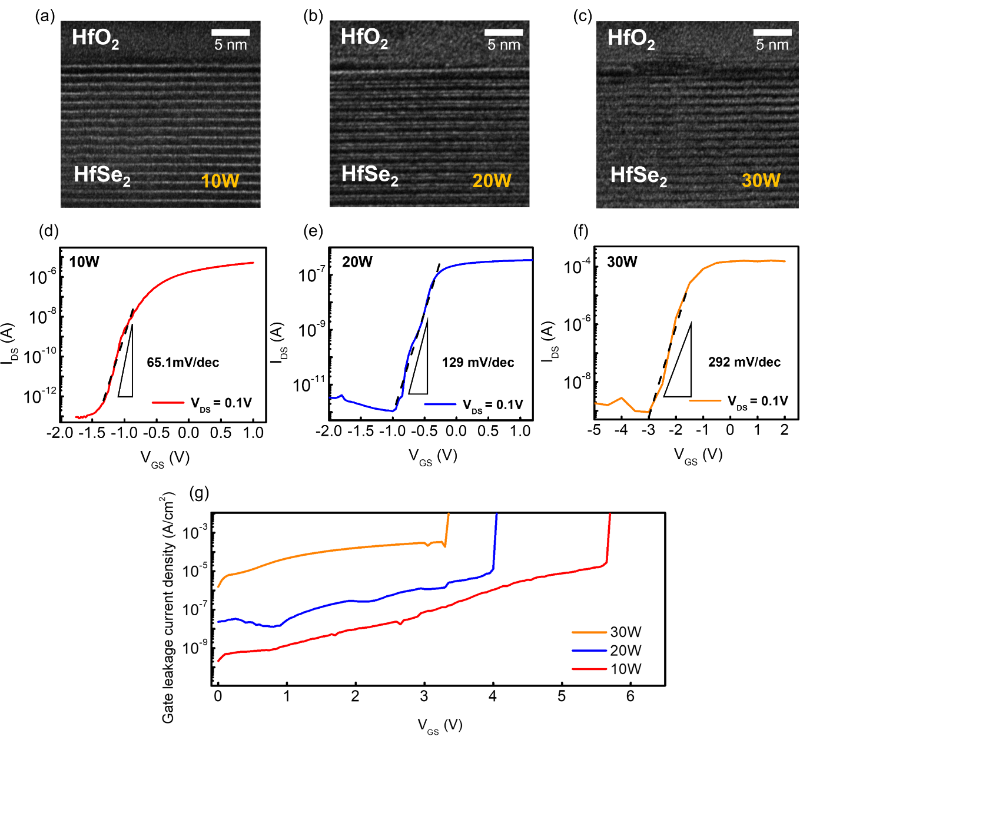 (a)
HfO2
5 nm
HfSe2
10W
(b)
HfO2
5 nm
HfSe2
20W
(c)
HfO2
5 nm
HfSe2
30W
(d)
10W
10-6
10-8
10-10
10-12
IDS (A)
65.1mV/dec
VDS = 0.1V
-2.0 -1.5 -1.0 -0.5 0.0 0.5 1.0
VGS (V)
(e)
20W
10-7
10-9
10-11
IDS (A)
129 mV/dec
VDS = 0.1V
-2.0 -1.5 -1.0 -0.5 0.0 0.5 1.0
VGS (V)
(f)
30W
10-4
10-6
10-8
IDS (A)
292 mV/dec
VDS = 0.1V
-5 -4 -3 -2 -1 0 1 2
VGS (V)
(g)
Gate leakage current density (A/cm2)
10-3
10-5
10-7
10-9
30W
20W
10W
0 1 2 3 4 5 6
VGS (V)